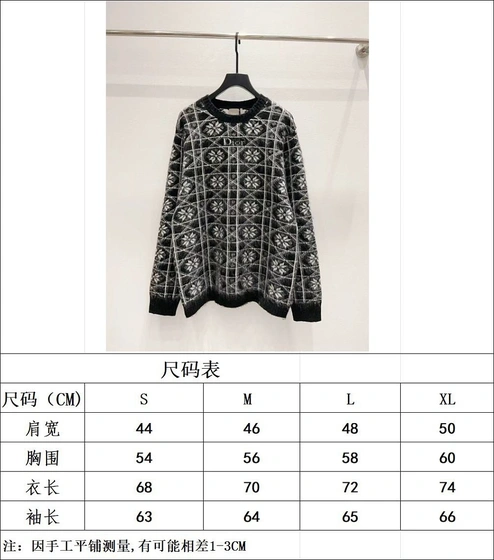 Dior
尺码表
尺码（CM) S M L XL
肩宽 44 46 48 50
胸围 54 56 58 60
衣长 68 70 72 74
袖长 63 64 65 66
注：因手工平铺测量,有可能相差1-3CM